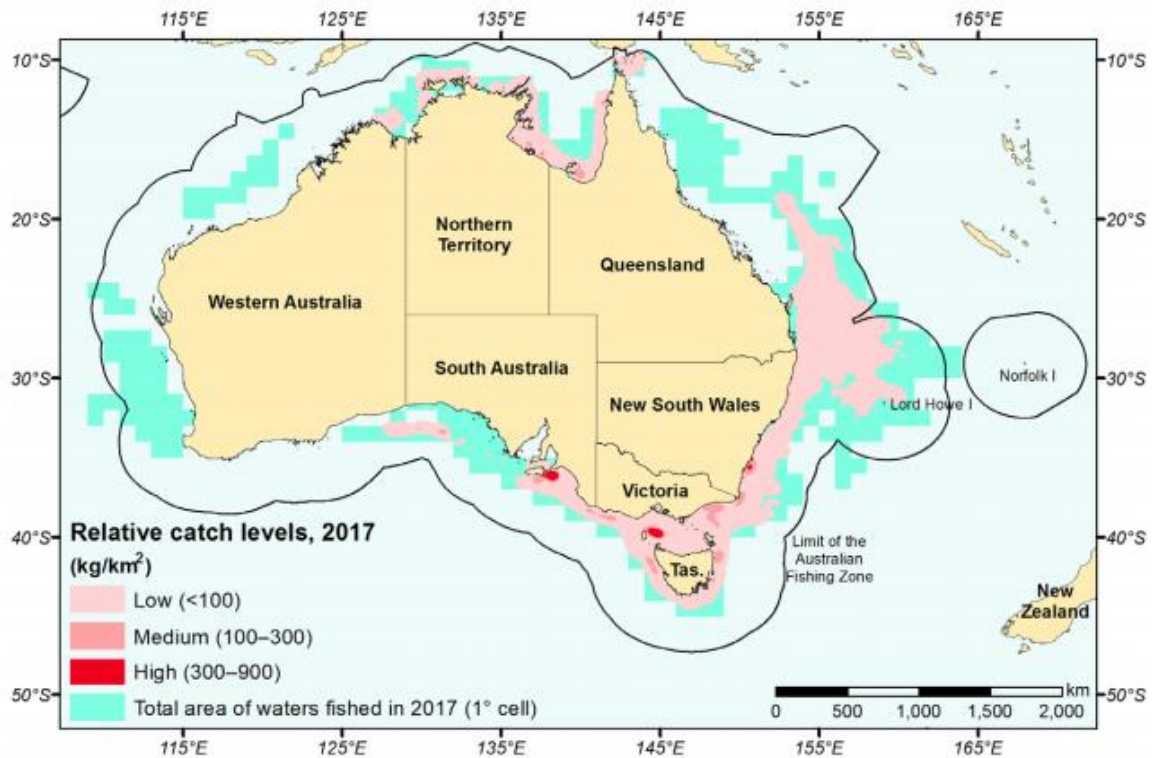 115°E 125°E 135°E 145°E 155°E 165°E
10°S 10°S
20°S 20°S
Northern
Territory
Queensland
Western Australia
South Australia
30°S 30°S
Norfolk I
New South Wales
Lord Howe I
Victoria
40°S 40°S
Limit of the
Australian
Fishing Zone
Tas.
New
Zealand
Relative catch levels, 2017
(kg/km²)
Low (<100)
Medium (100–300)
High (300–900)
Total area of waters fished in 2017 (1° cell)
50°S 50°S
km
0 500 1,000 1,500 2,000
115°E 125°E 135°E 145°E 155°E 165°E